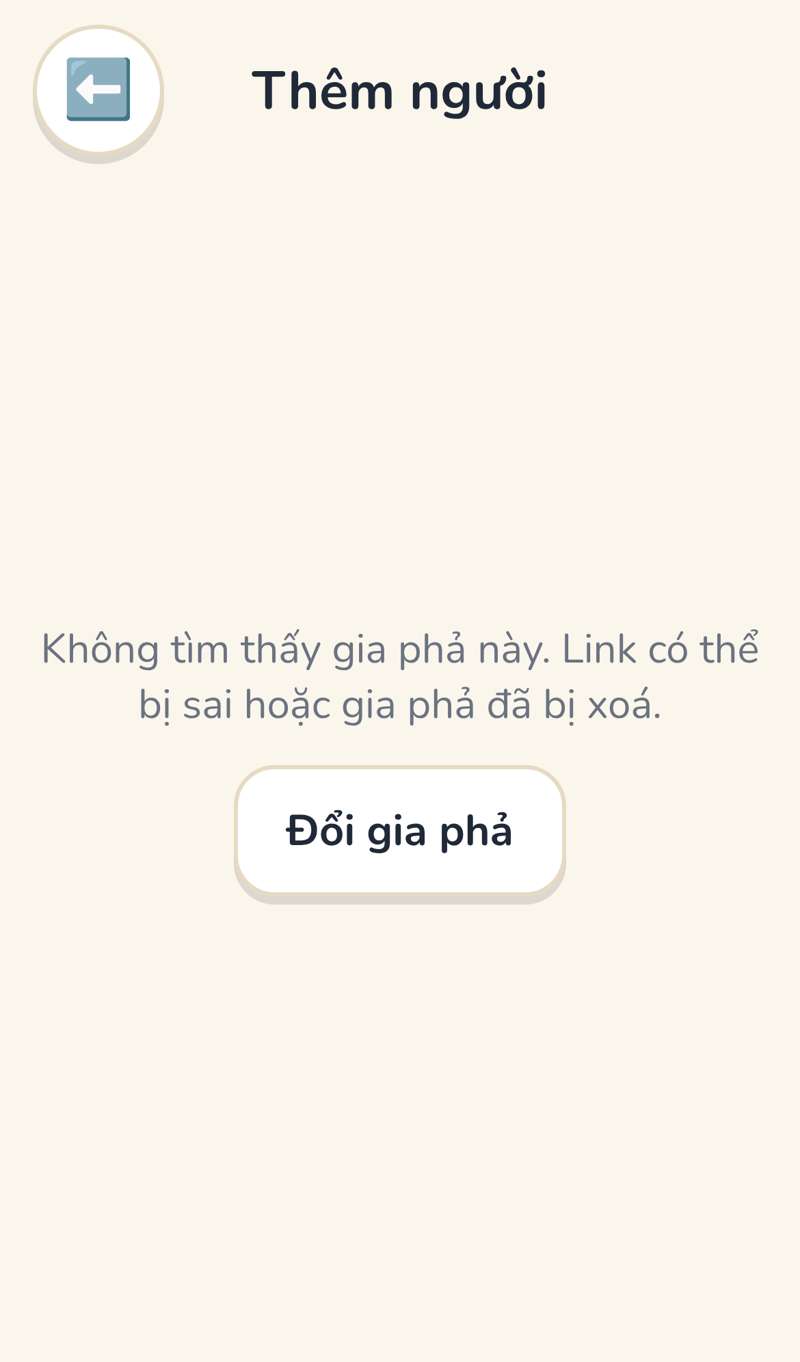 Thêm người
Không tìm thấy gia phả này. Link có thể
bị sai hoặc gia phả đã bị xoá.
Đổi gia phả